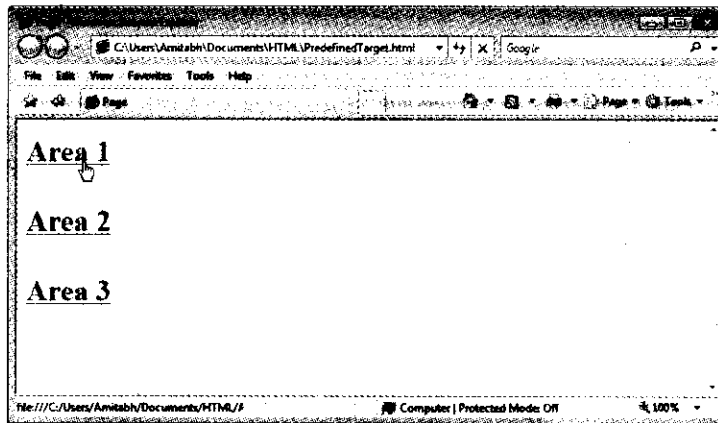 C:\Users\Amitabh\Documents\HTML\PredefinedTarget.html Google
File Edit View Favorites Tools Help
Page Page Tools
Area 1
Area 2
Area 3
file:///C:/Users/Amitabh/Documents/HTML/ Computer | Protected Mode: Off 100%